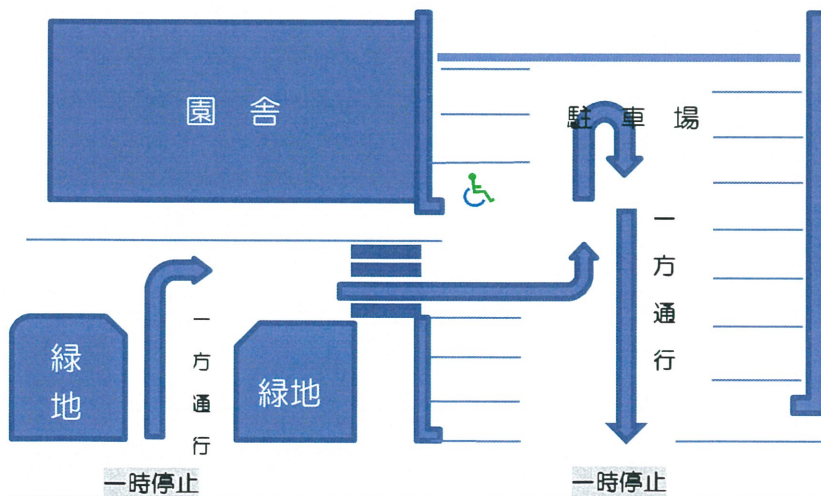 園 舎
駐 車 場
一方通行
緑地
一方通行
緑地
一時停止
一時停止